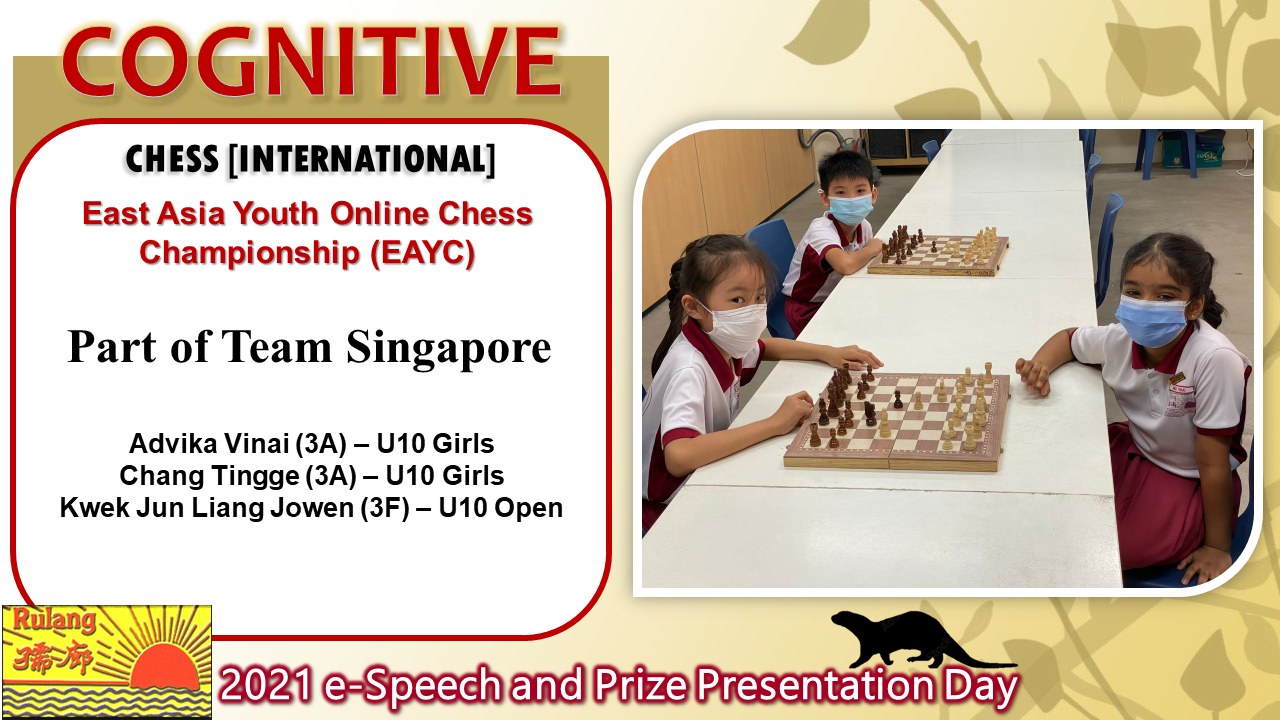 COGNITIVE
CHESS [INTERNATIONAL]
East Asia Youth Online Chess
Championship (EAYC)
Part of Team Singapore
Advika Vinai (3A) – U10 Girls
Chang Tingge (3A) – U10 Girls
Kwek Jun Liang Jowen (3F) – U10 Open
Rulang
孺廊
2021 e-Speech and Prize Presentation Day